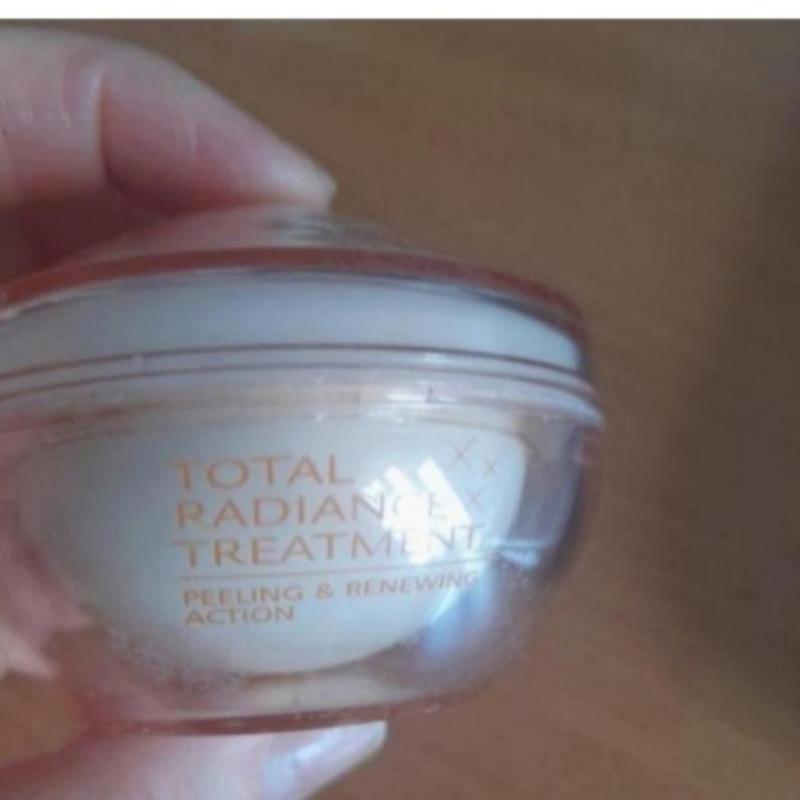 TOTAL
RADIANCE
TREATMENT
PEELING & RENEWING
ACTION